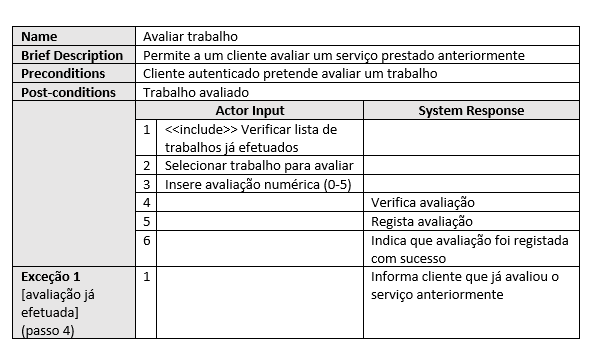 Name Avaliar trabalho
Brief Description Permite a um cliente avaliar um serviço prestado anteriormente
Preconditions Cliente autenticado pretende avaliar um trabalho
Post-conditions Trabalho avaliado
Actor Input System Response
1 <<include>> Verificar lista de
trabalhos já efetuados
2 Selecionar trabalho para avaliar
3 Insere avaliação numérica (0-5)
4 Verifica avaliação
5 Regista avaliação
6 Indica que avaliação foi registada
com sucesso
Exceção 1 1 Informa cliente que já avaliou o
[avaliação já serviço anteriormente
efetuada]
(passo 4)